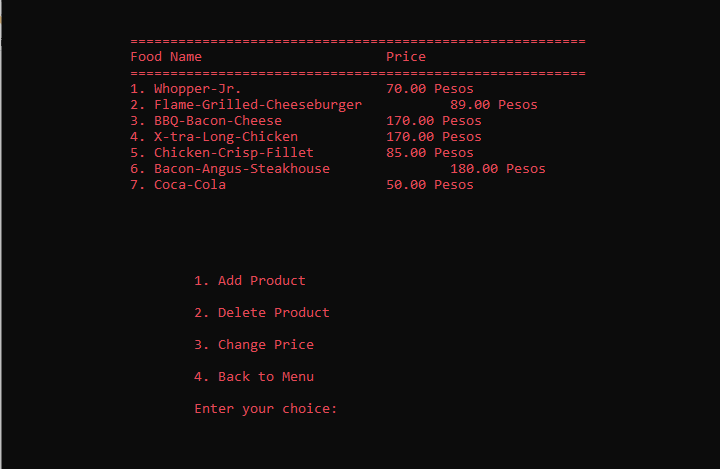 =========================================================
Food Name Price
=========================================================
1. Whopper-Jr. 70.00 Pesos
2. Flame-Grilled-Cheeseburger 89.00 Pesos
3. BBQ-Bacon-Cheese 170.00 Pesos
4. X-tra-Long-Chicken 170.00 Pesos
5. Chicken-Crisp-Fillet 85.00 Pesos
6. Bacon-Angus-Steakhouse 180.00 Pesos
7. Coca-Cola 50.00 Pesos
1. Add Product
2. Delete Product
3. Change Price
4. Back to Menu
Enter your choice: